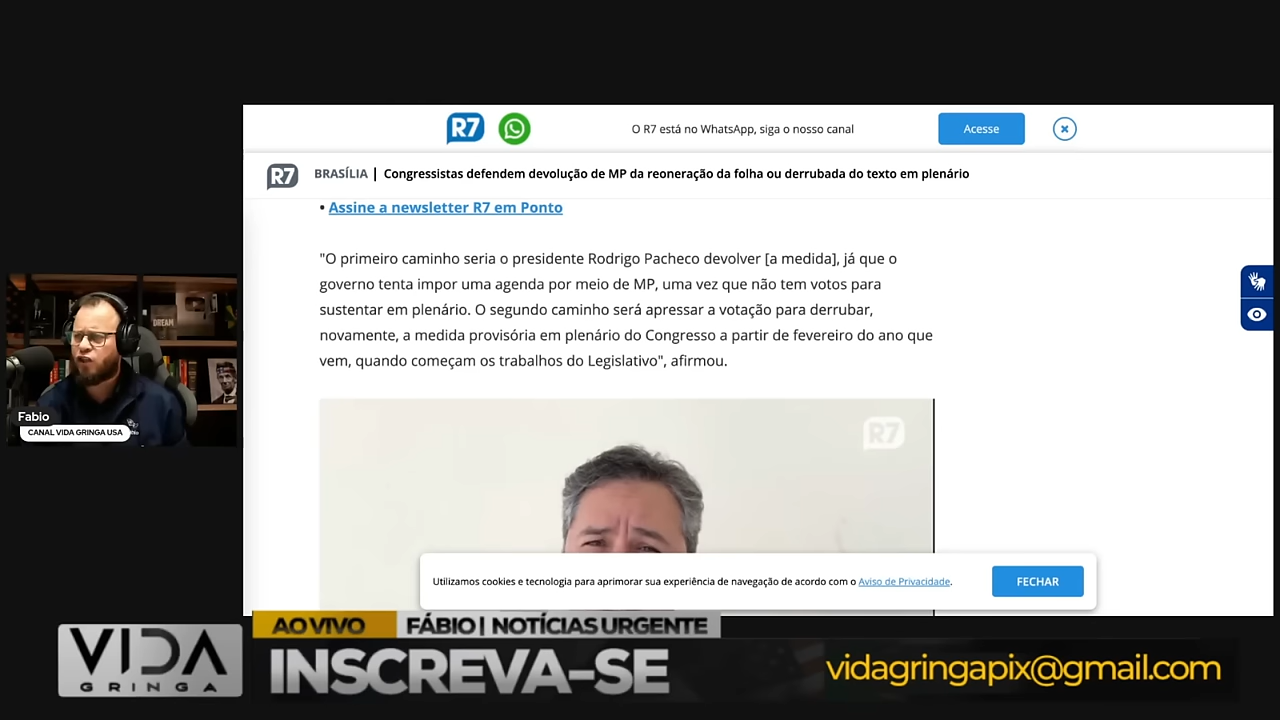 R7
O R7 está no WhatsApp, siga o nosso canal
Acesse
R7
BRASÍLIA | Congressistas defendem devolução de MP da reoneração da folha ou derrubada do texto em plenário
• Assine a newsletter R7 em Ponto
"O primeiro caminho seria o presidente Rodrigo Pacheco devolver [a medida], já que o
governo tenta impor uma agenda por meio de MP, uma vez que não tem votos para
sustentar em plenário. O segundo caminho será apressar a votação para derrubar,
novamente, a medida provisória em plenário do Congresso a partir de fevereiro do ano que
vem, quando começam os trabalhos do Legislativo", afirmou.
R7
DREAM
Fabio
CANAL VIDA GRINGA USA
Utilizamos cookies e tecnologia para aprimorar sua experiência de navegação de acordo com o Aviso de Privacidade.
FECHAR
AO VIVO
FÁBIO | NOTÍCIAS URGENTE
VIDA
GRINGA
INSCREVA-SE
vidagringapix@gmail.com